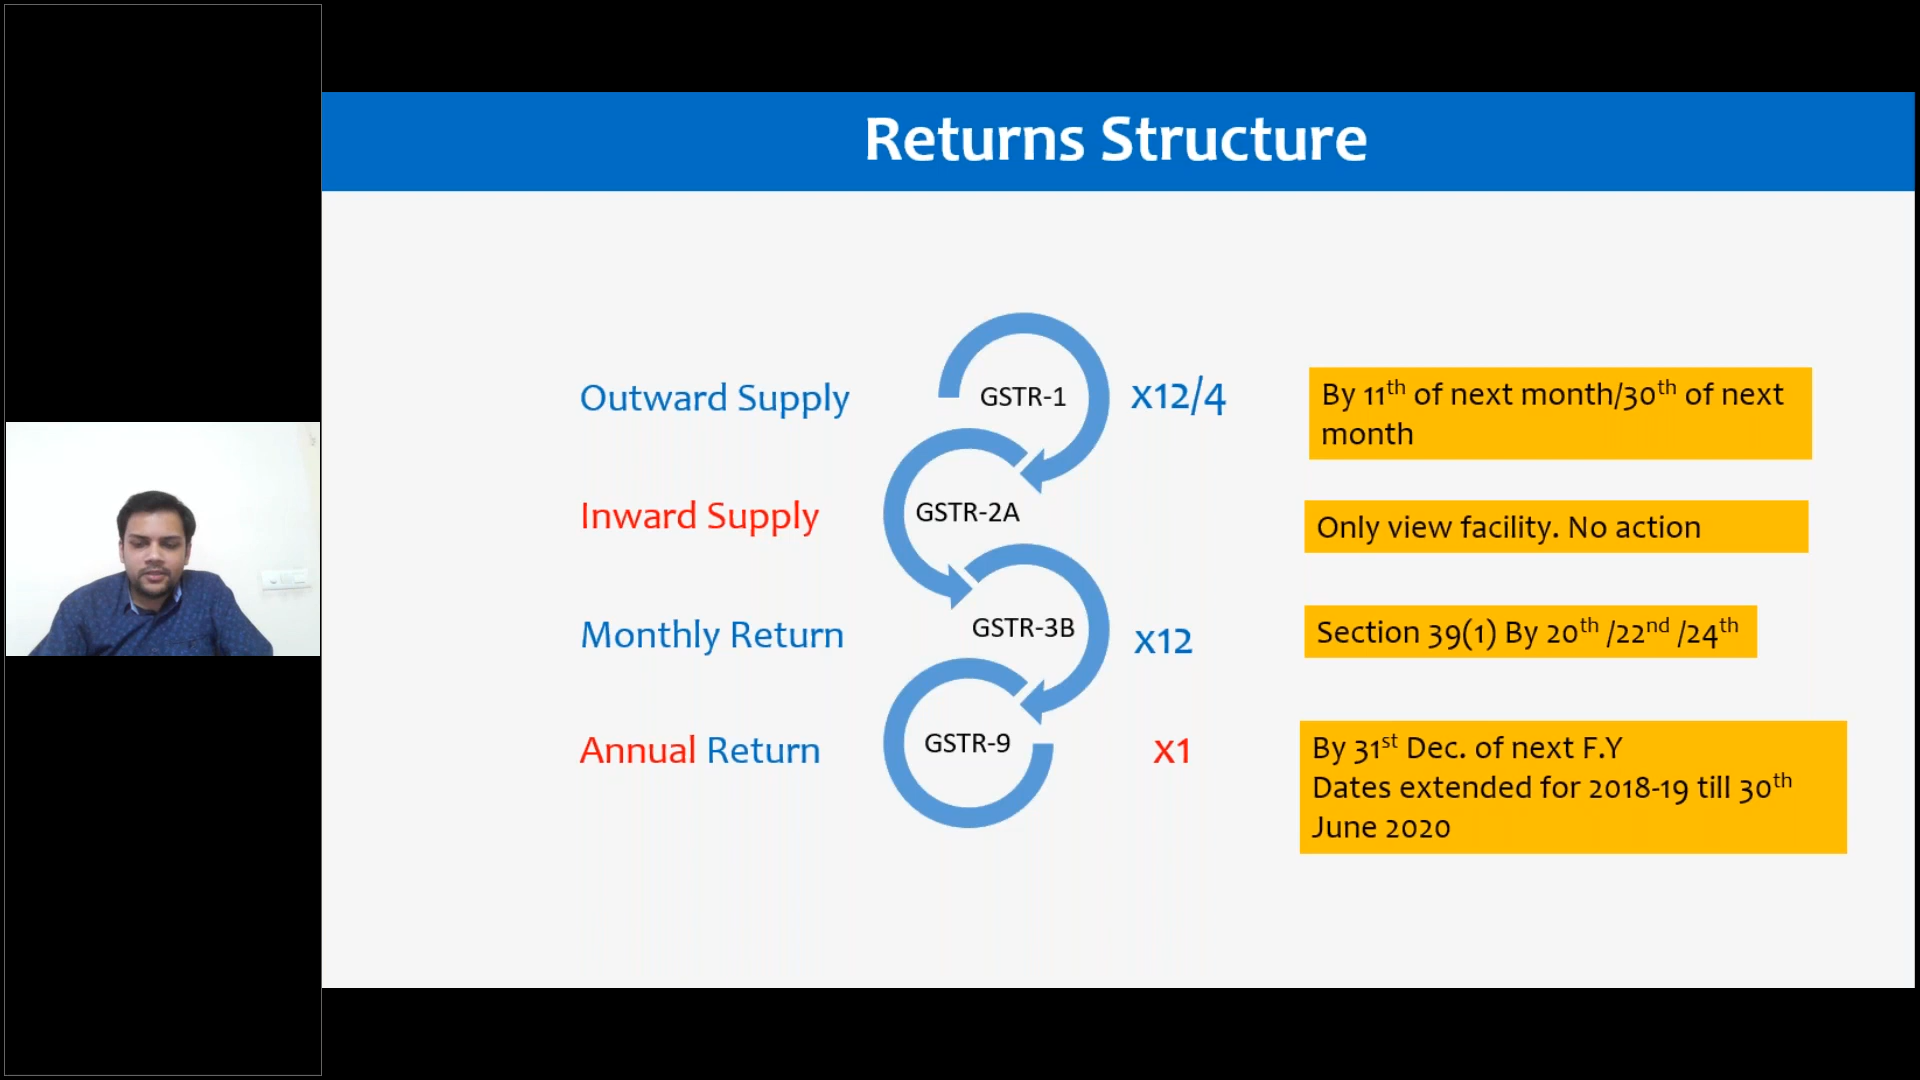 Returns Structure
Outward Supply GSTR-1 X12/4 By 11th of next month/30th of next
month
Inward Supply GSTR-2A Only view facility. No action
Monthly Return GSTR-3B X12 Section 39(1) By 20th /22nd /24th
Annual Return GSTR-9 X1 By 31st Dec. of next F.Y
Dates extended for 2018-19 till 30th
June 2020